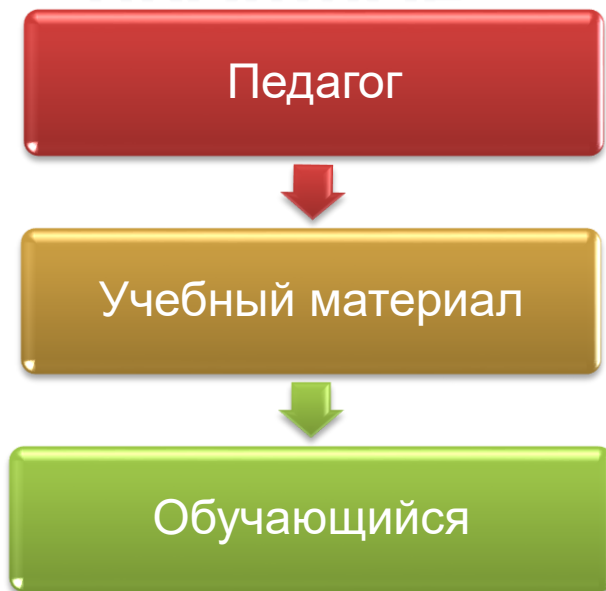 Педагог
Учебный материал
Обучающийся